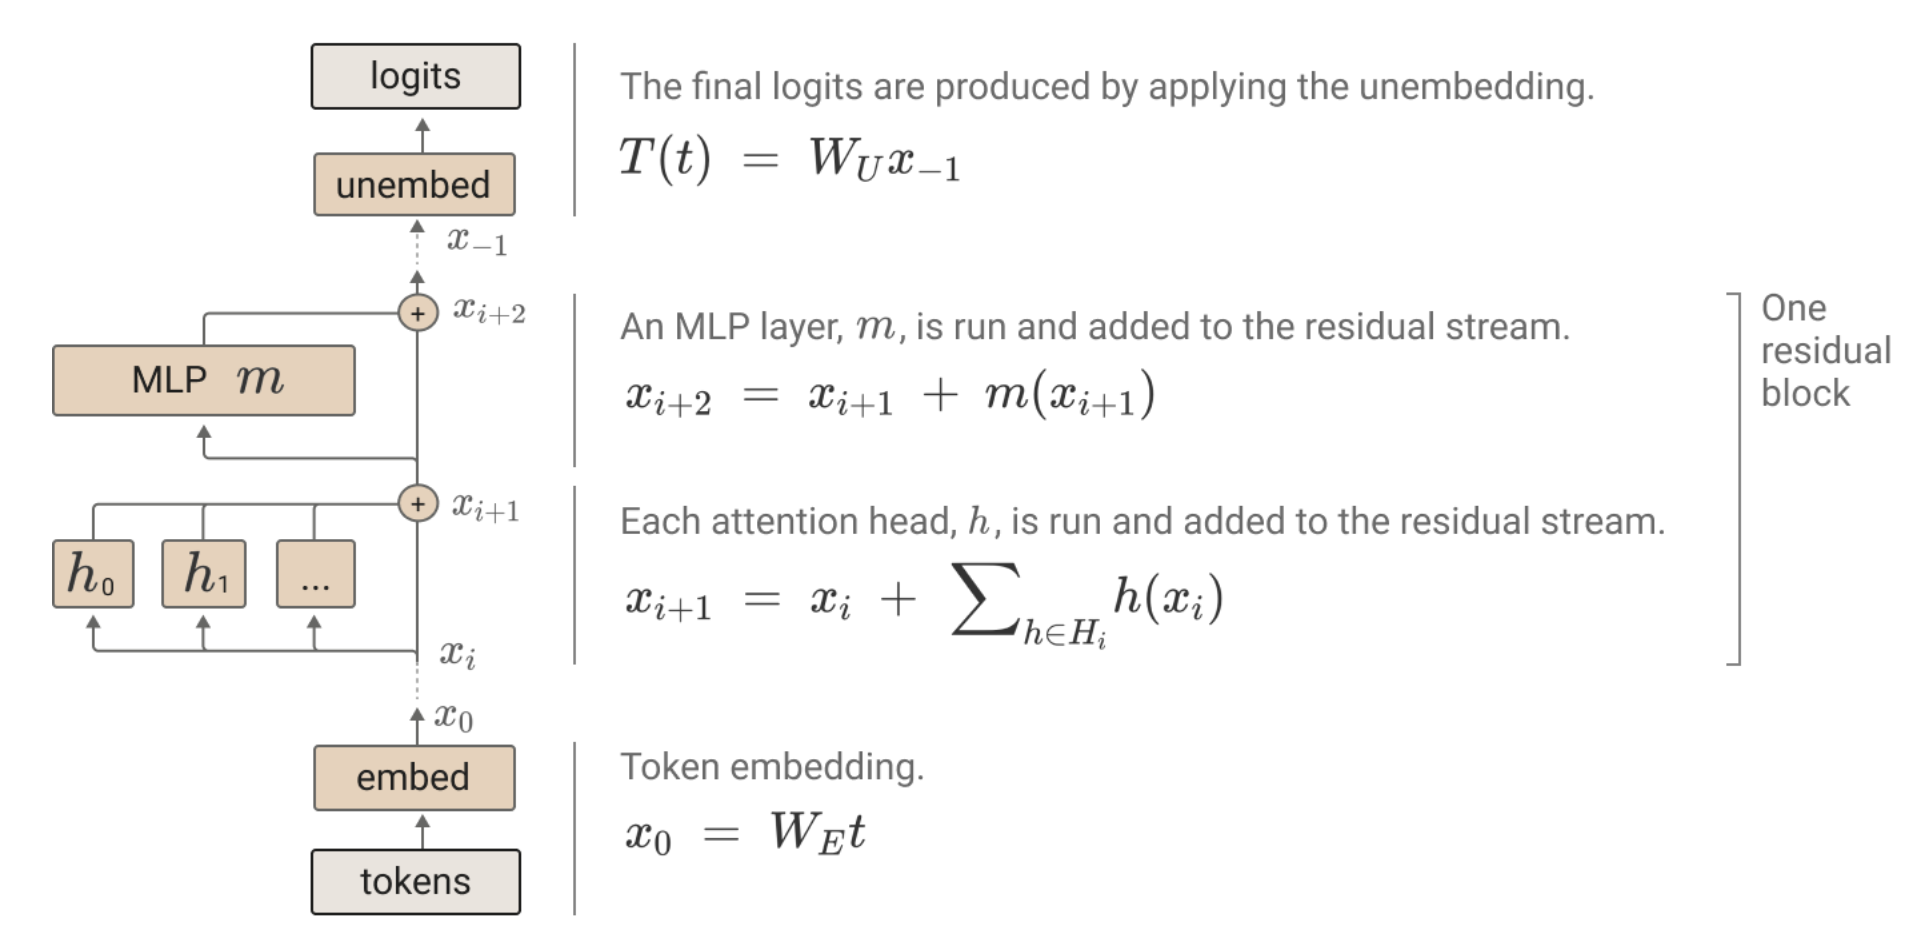 logits
The final logits are produced by applying the unembedding.
T(t) = W_U x_{-1}
unembed
x_{-1}
x_{i+2}
An MLP layer, m, is run and added to the residual stream.
MLP m
x_{i+2} = x_{i+1} + m(x_{i+1})
One
residual
block
x_{i+1}
Each attention head, h, is run and added to the residual stream.
h_0 h_1 ...
x_{i+1} = x_i + ∑_{h∈H_i} h(x_i)
x_i
x_0
embed
Token embedding.
x_0 = W_E t
tokens
+
+